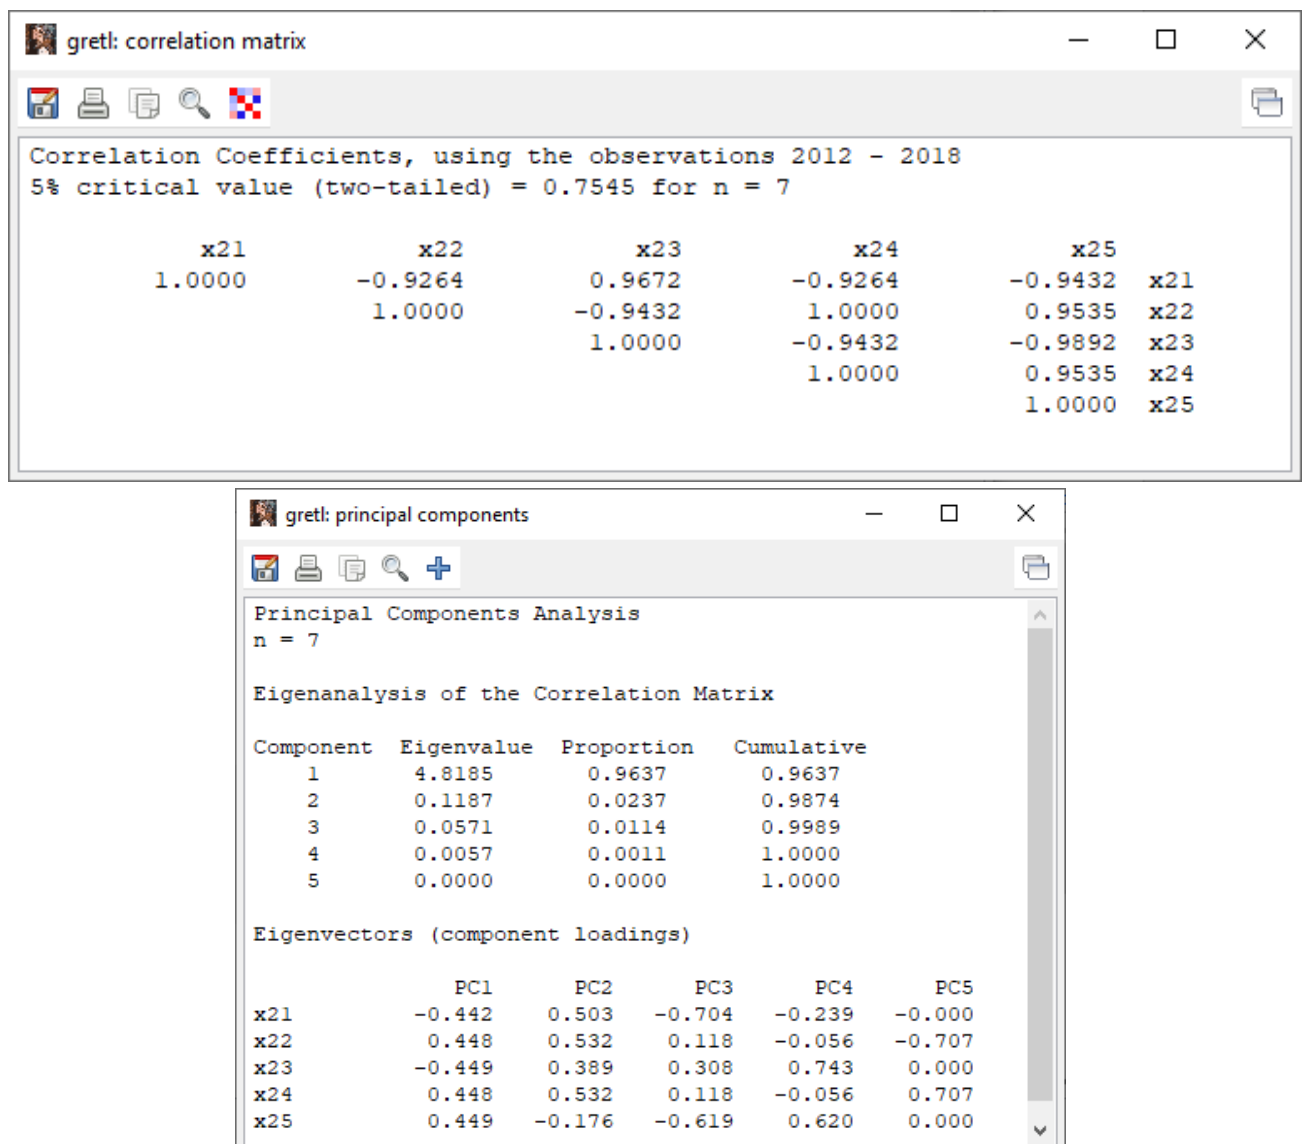 gretl: correlation matrix
Correlation Coefficients, using the observations 2012 - 2018
5% critical value (two-tailed) = 0.7545 for n = 7
x21 x22 x23 x24 x25
1.0000 -0.9264 0.9672 -0.9264 -0.9432 x21
1.0000 -0.9432 1.0000 0.9535 x22
1.0000 -0.9432 -0.9892 x23
1.0000 0.9535 x24
1.0000 x25
gretl: principal components
Principal Components Analysis
n = 7
Eigenanalysis of the Correlation Matrix
Component Eigenvalue Proportion Cumulative
1 4.8185 0.9637 0.9637
2 0.1187 0.0237 0.9874
3 0.0571 0.0114 0.9989
4 0.0057 0.0011 1.0000
5 0.0000 0.0000 1.0000
Eigenvectors (component loadings)
PC1 PC2 PC3 PC4 PC5
x21 -0.442 0.503 -0.704 -0.239 -0.000
x22 0.448 0.532 0.118 -0.056 -0.707
x23 -0.449 0.389 0.308 0.743 0.000
x24 0.448 0.532 0.118 -0.056 0.707
x25 0.449 -0.176 -0.619 0.620 0.000